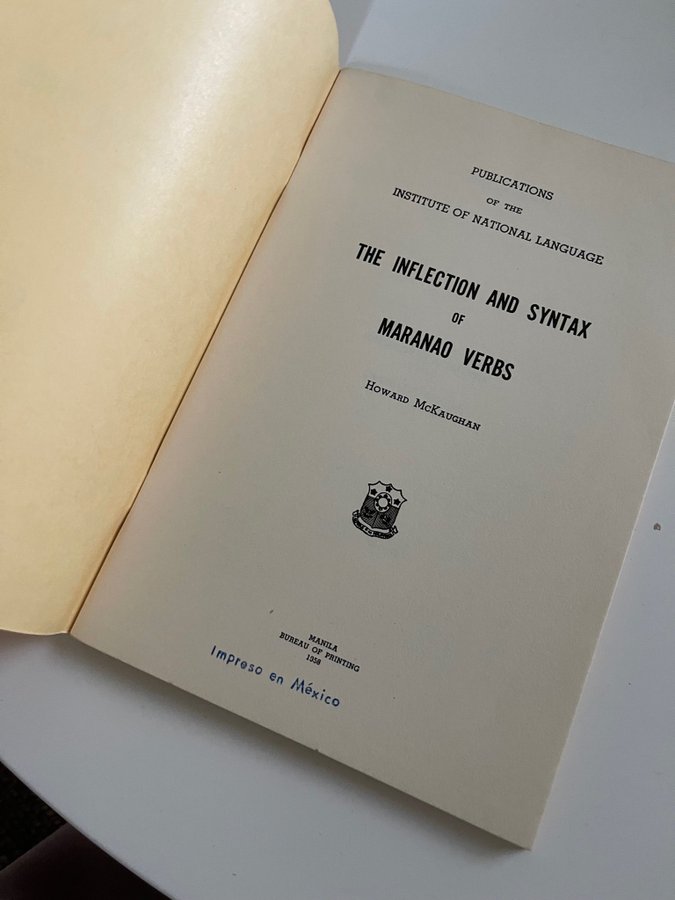 PUBLICATIONS
OF THE
INSTITUTE OF NATIONAL LANGUAGE
THE INFLECTION AND SYNTAX
OF
MARANAO VERBS
Howard McKaughan
MANILA
BUREAU OF PRINTING
1958
Impreso en México